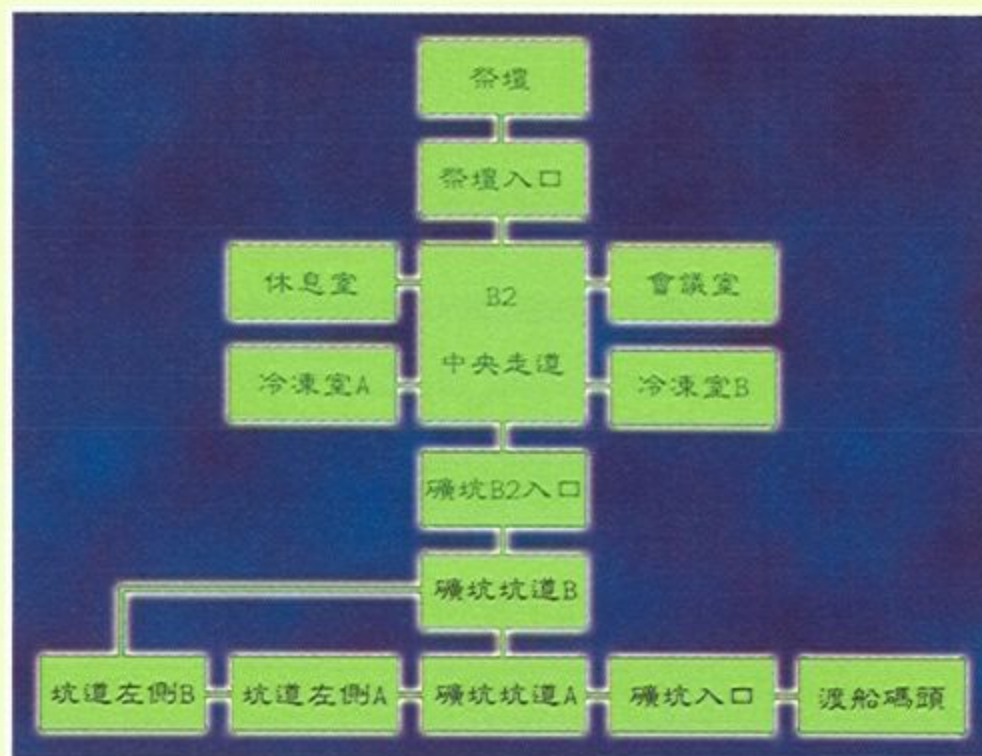 祭壇
祭壇入口
休息室
B2
中央走道
會議室
冷凍室A
冷凍室B
礦坑B2入口
礦坑坑道B
坑道左側B
坑道左側A
礦坑坑道A
礦坑入口
渡船碼頭